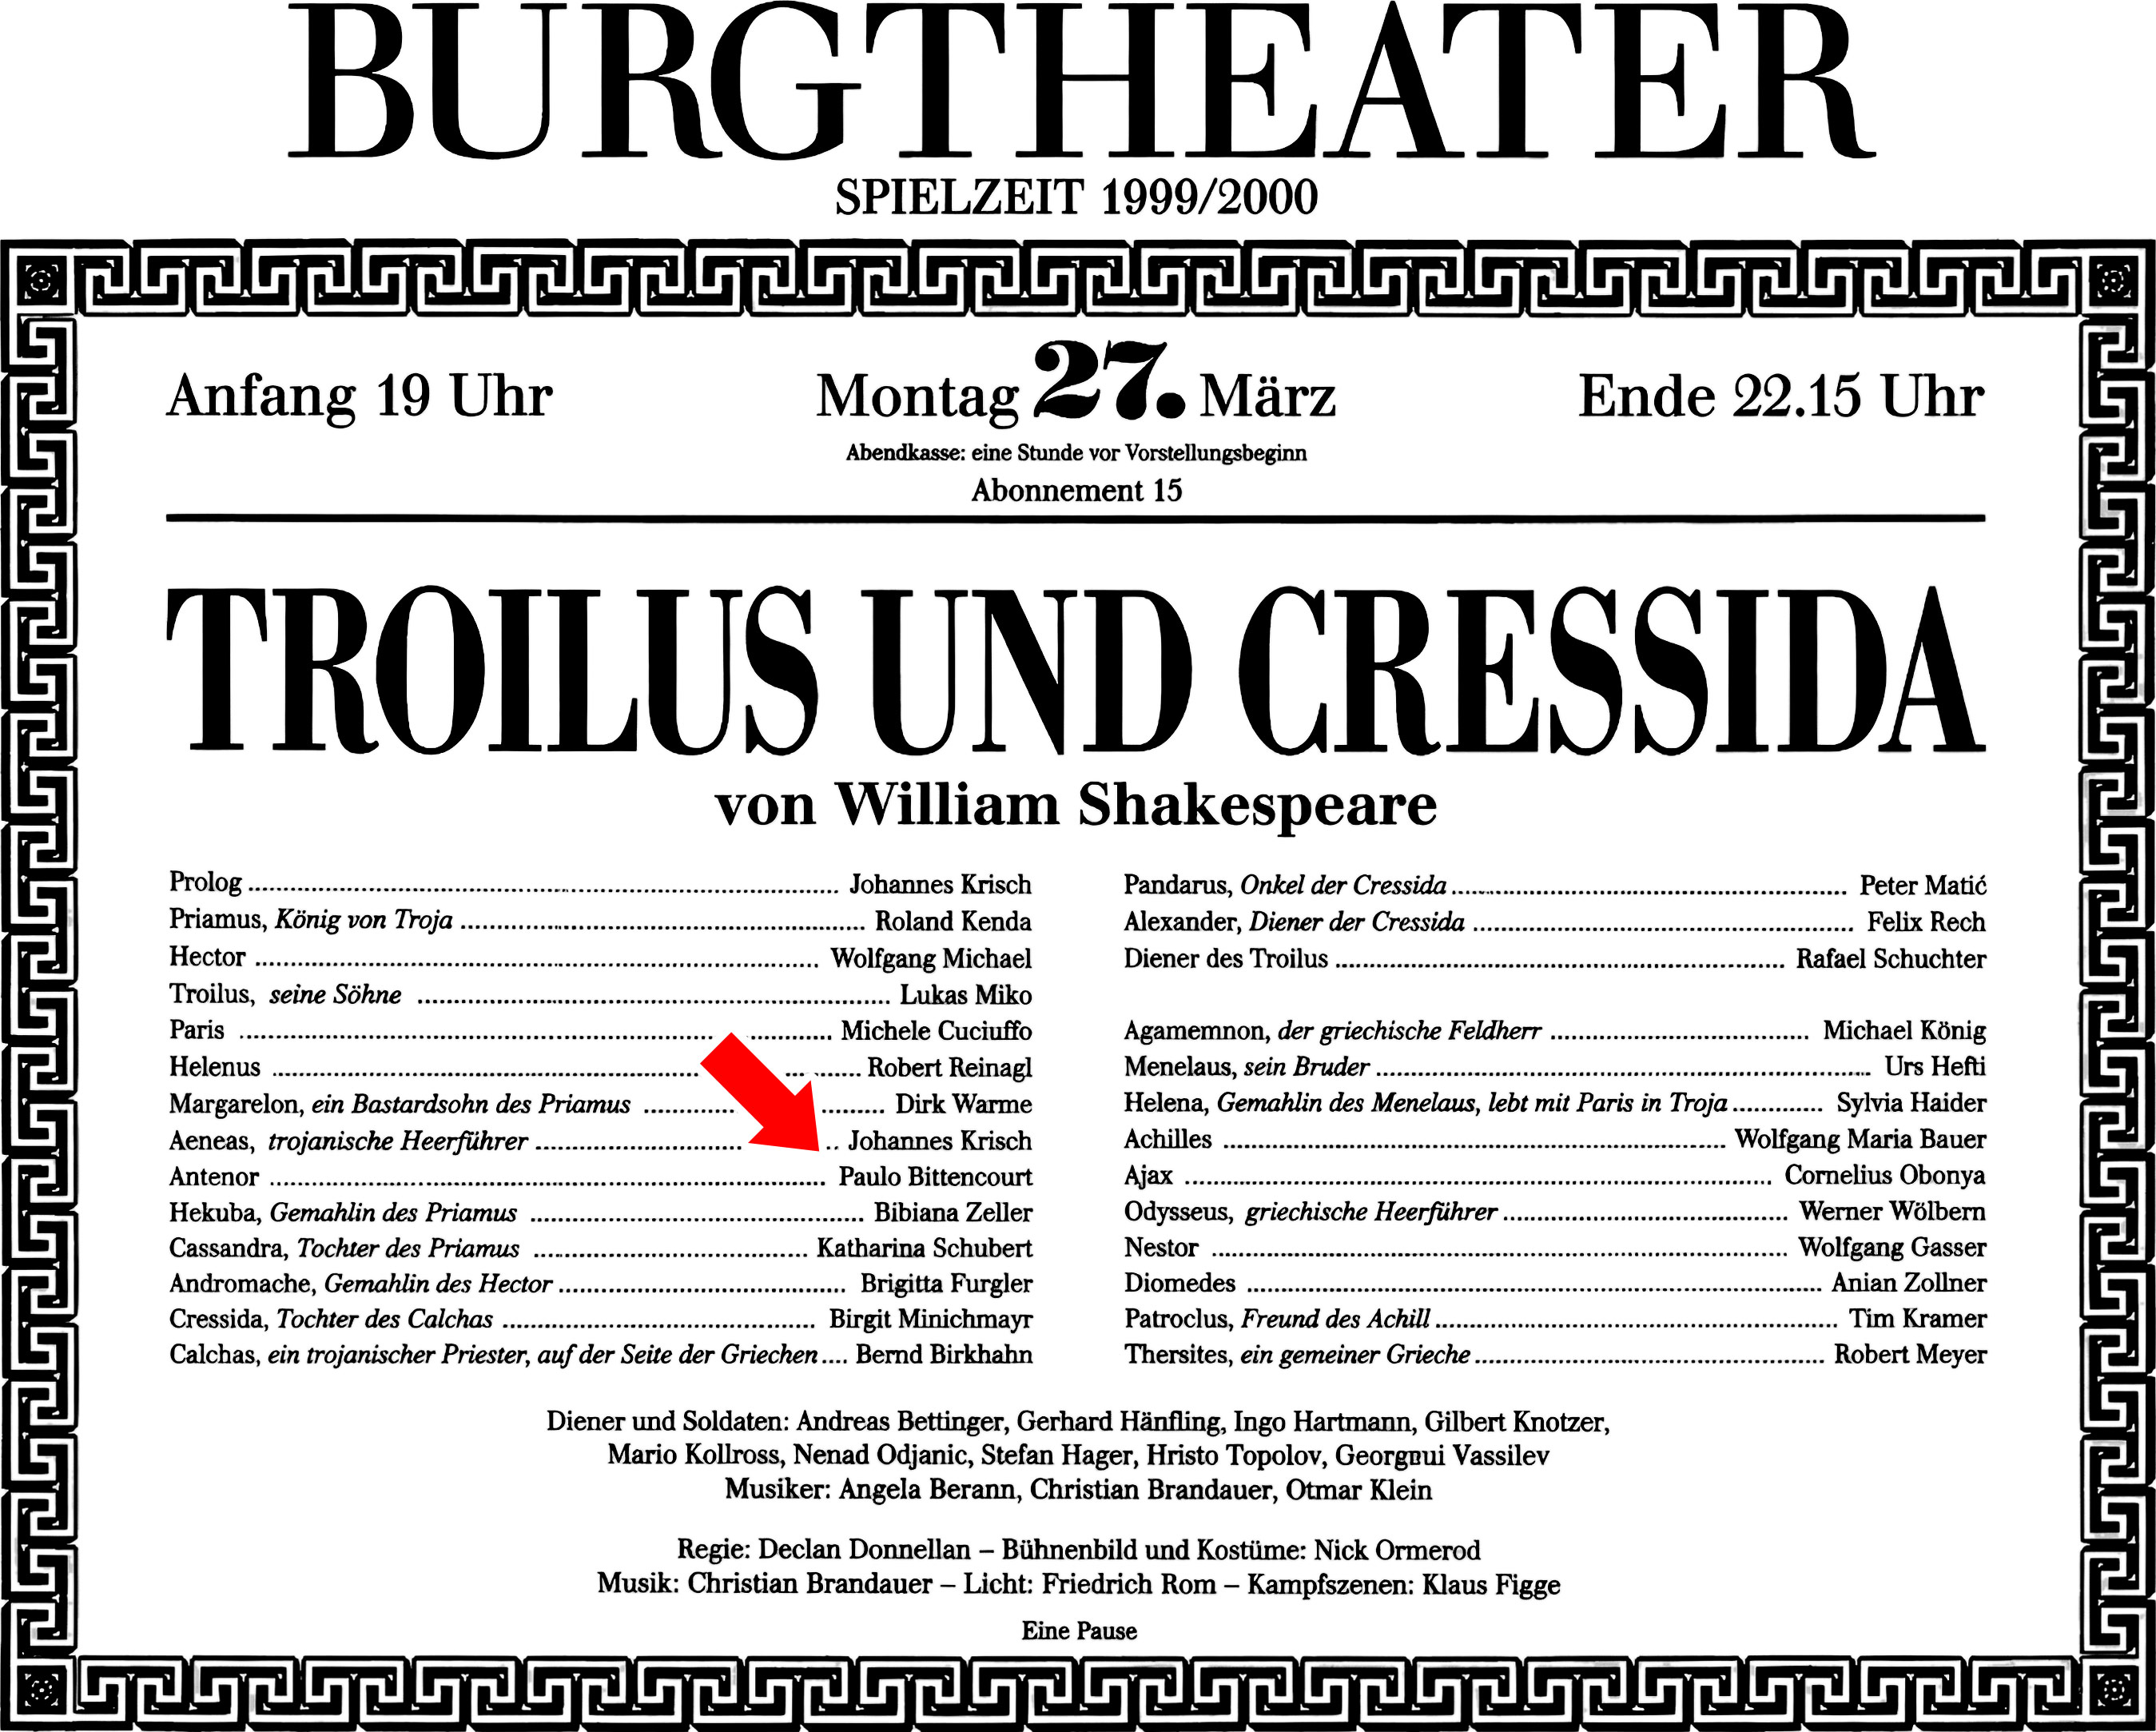 BURGTHEATER
SPIELZEIT 1999/2000
Anfang 19 Uhr Montag 27. März Ende 22.15 Uhr
Abendkasse: eine Stunde vor Vorstellungsbeginn
Abonnement 15
TROILUS UND CRESSIDA
von William Shakespeare
Prolog Johannes Krisch
Priamus, König von Troja Roland Kenda
Hector Wolfgang Michael
Troilus, seine Söhne Lukas Miko
Paris Michele Cuciuffo
Helenus Robert Reinagl
Margarelon, ein Bastardsohn des Priamus Dirk Warme
Aeneas, trojanische Heerführer Johannes Krisch
Antenor Paulo Bittencourt
Hekuba, Gemahlin des Priamus Bibiana Zeller
Cassandra, Tochter des Priamus Katharina Schubert
Andromache, Gemahlin des Hector Brigitta Furgler
Cressida, Tochter des Calchas Birgit Minichmayr
Calchas, ein trojanischer Priester, auf der Seite der Griechen Bernd Birkhahn
Pandarus, Onkel der Cressida Peter Matić
Alexander, Diener der Cressida Felix Rech
Diener des Troilus Rafael Schuchter
Agamemnon, der griechische Feldherr Michael König
Menelaus, sein Bruder Urs Hefti
Helena, Gemahlin des Menelaus, lebt mit Paris in Troja Sylvia Haider
Achilles Wolfgang Maria Bauer
Ajax Cornelius Obonya
Odysseus, griechische Heerführer Werner Wölbern
Nestor Wolfgang Gasser
Diomedes Anian Zollner
Patroclus, Freund des Achill Tim Kramer
Thersites, ein gemeiner Grieche Robert Meyer
Diener und Soldaten: Andreas Bettinger, Gerhard Hänfling, Ingo Hartmann, Gilbert Knotzer,
Mario Kollross, Nenad Odjanic, Stefan Hager, Hristo Topolov, Georgnui Vassilev
Musiker: Angela Berann, Christian Brandauer, Otmar Klein
Regie: Declan Donnellan – Bühnenbild und Kostüme: Nick Ormerod
Musik: Christian Brandauer – Licht: Friedrich Rom – Kampfszenen: Klaus Figge
Eine Pause